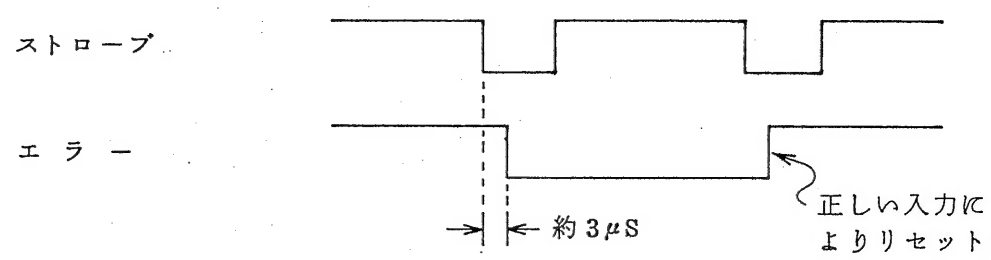 ストローブ
エラー
約3μS
正しい入力に
よりリセット